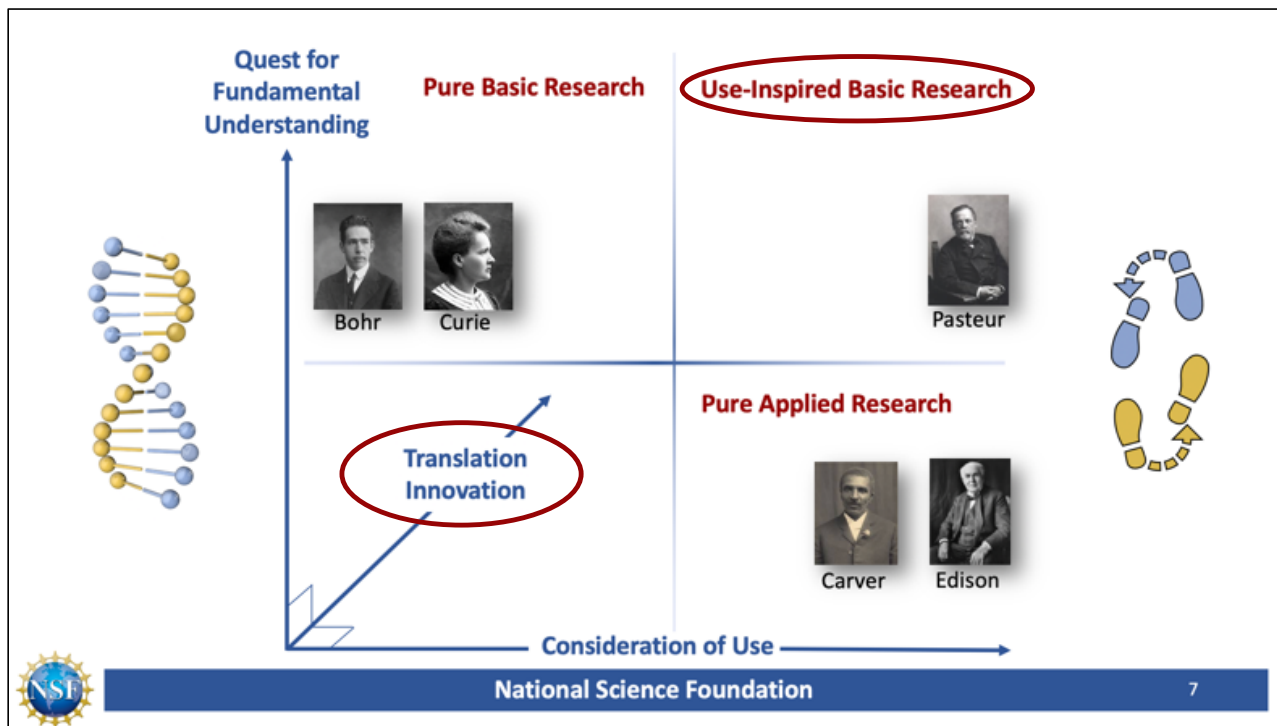 Quest for
Fundamental
Understanding
Pure Basic Research
Use-Inspired Basic Research
Bohr
Curie
Pasteur
Translation
Innovation
Pure Applied Research
Carver
Edison
Consideration of Use
NSF
National Science Foundation
7